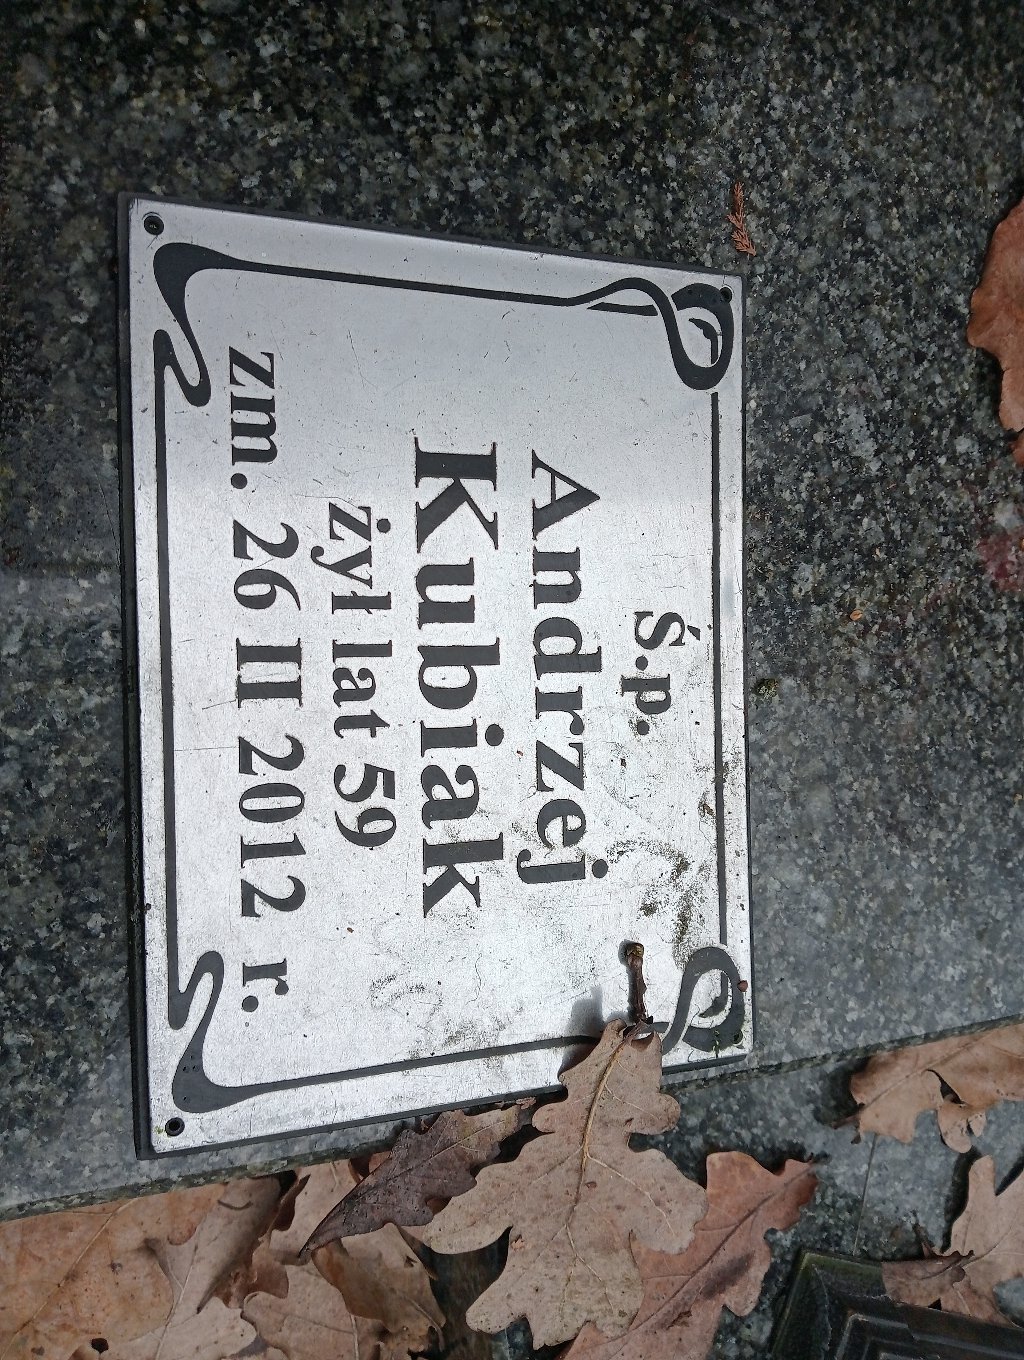 Ś.p.
Andrzej
Kubiak
żył lat 59
zm. 26 II 2012 r.